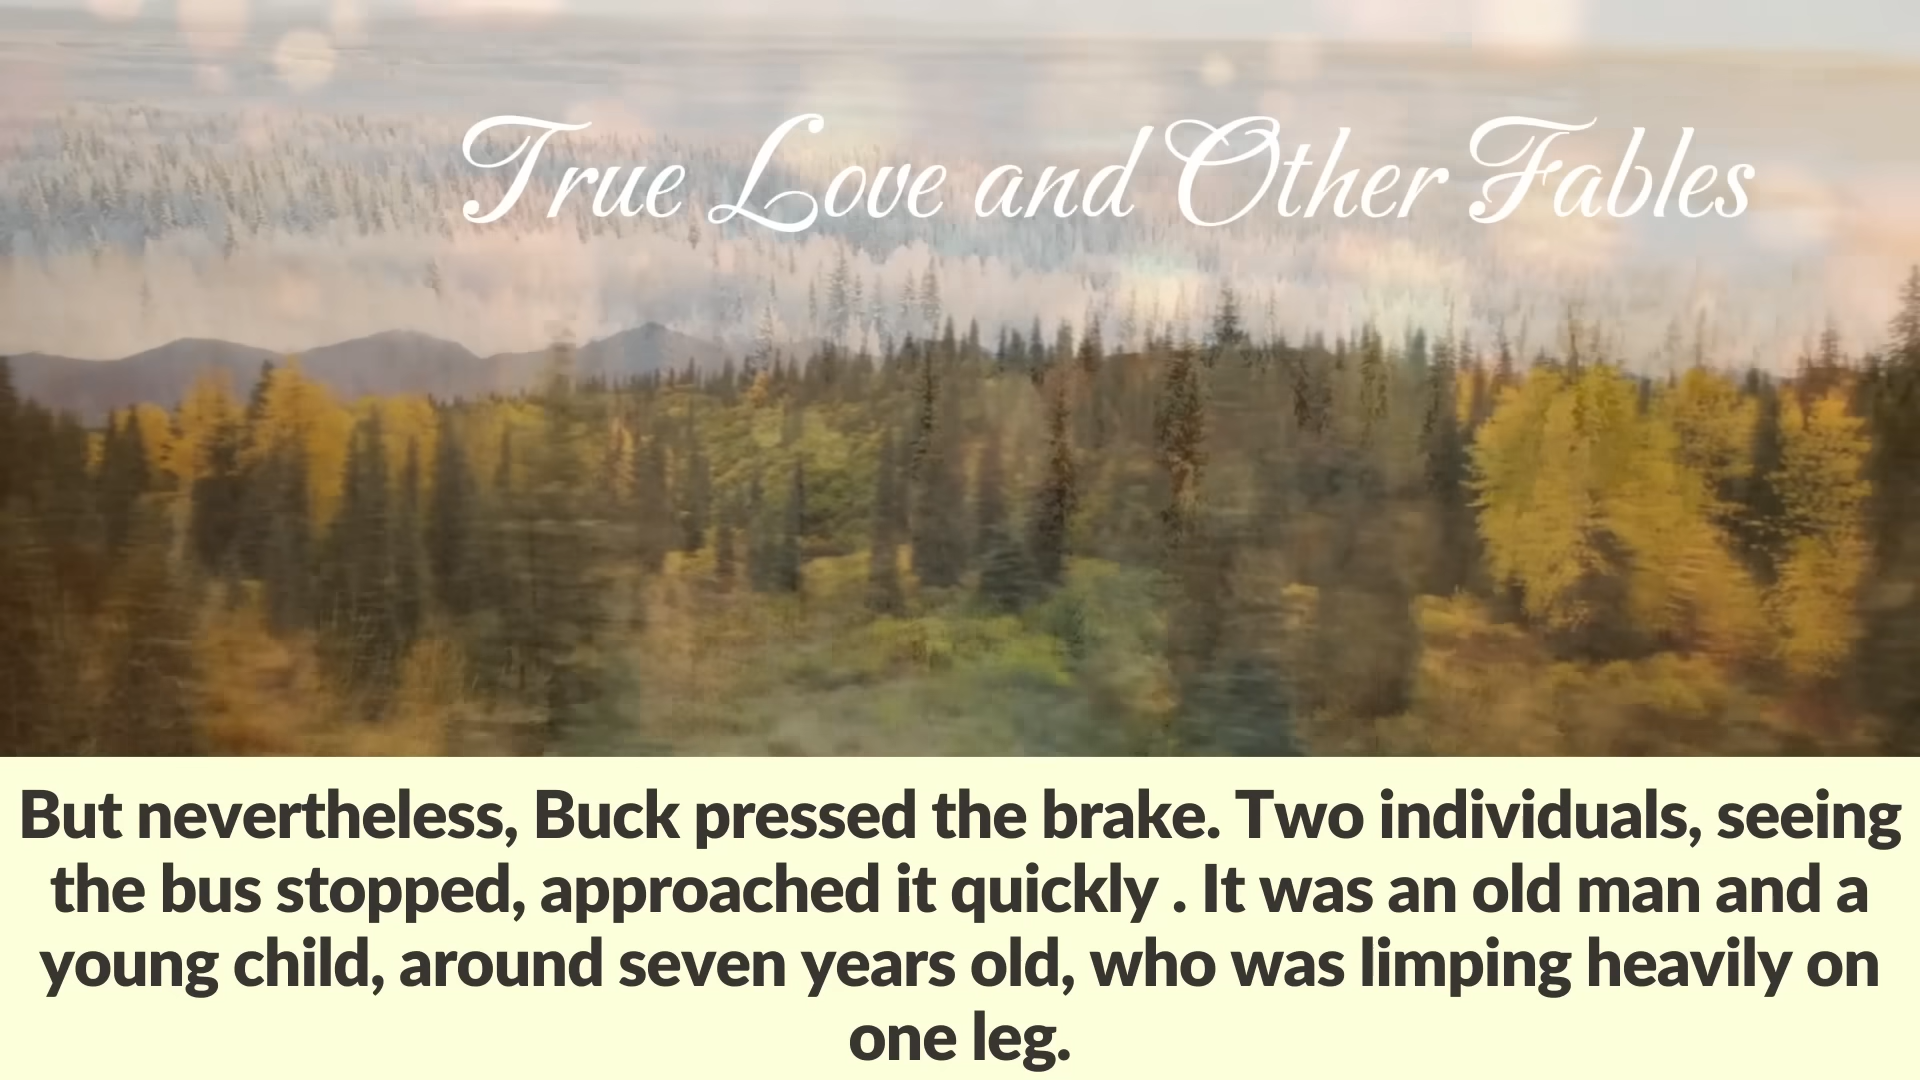 True Love and Other Fables
But nevertheless, Buck pressed the brake. Two individuals, seeing
the bus stopped, approached it quickly . It was an old man and a
young child, around seven years old, who was limping heavily on
one leg.